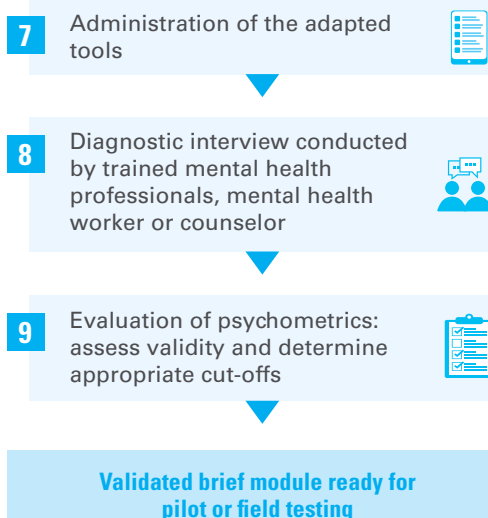 7
Administration of the adapted
tools
8
Diagnostic interview conducted
by trained mental health
professionals, mental health
worker or counselor
9
Evaluation of psychometrics:
assess validity and determine
appropriate cut-offs
Validated brief module ready for
pilot or field testing